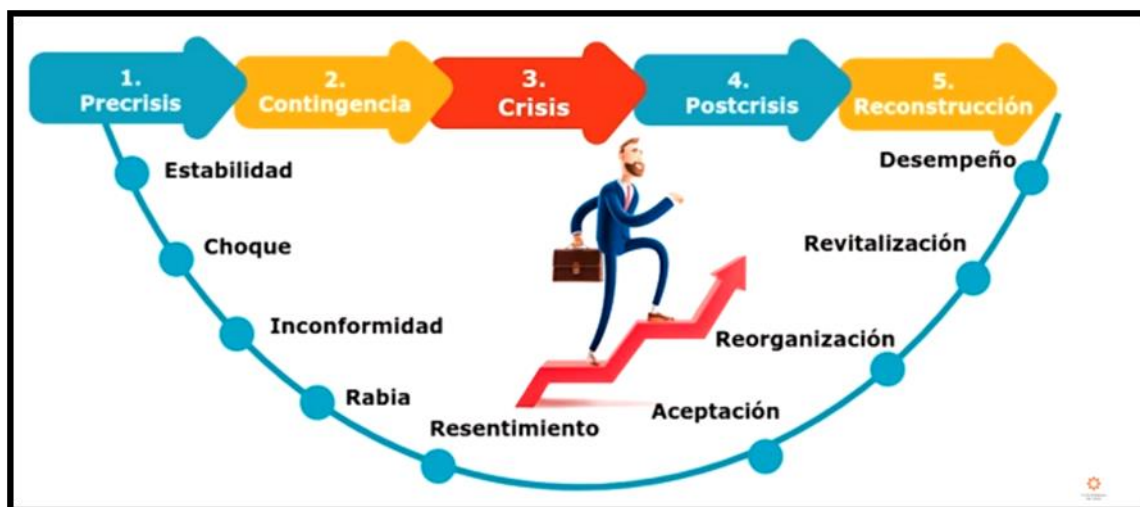 1.
Precrisis
2.
Contingencia
3.
Crisis
4.
Postcrisis
5.
Reconstrucción
Estabilidad
Choque
Inconformidad
Rabia
Resentimiento
Aceptación
Reorganización
Revitalización
Desempeño